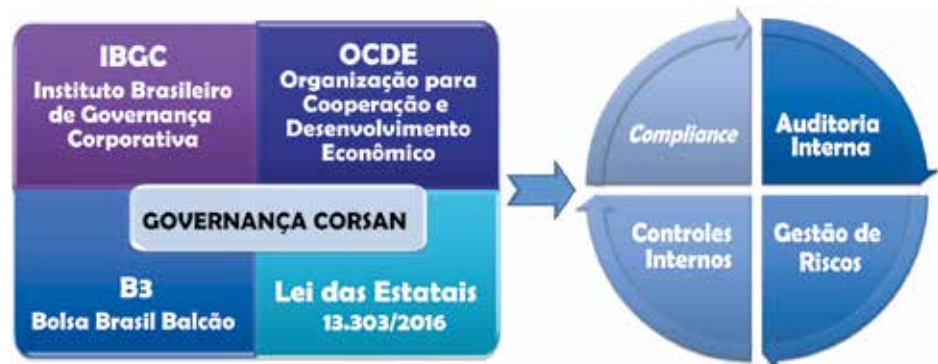 IBGC
Instituto Brasileiro
de Governança
Corporativa
OCDE
Organização para
Cooperação e
Desenvolvimento
Econômico
GOVERNANÇA CORSAN
B3
Bolsa Brasil Balcão
Lei das Estatais
13.303/2016
Compliance
Auditoria
Interna
Controles
Internos
Gestão de
Riscos